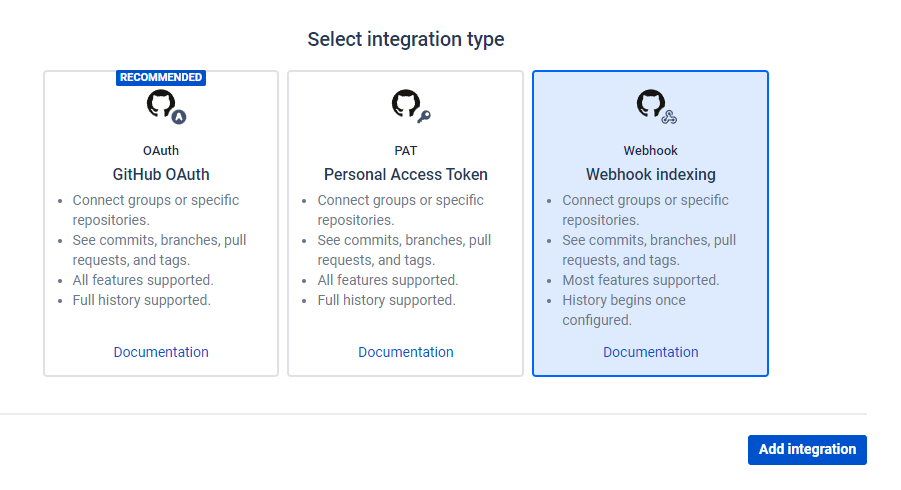 Select integration type
RECOMMENDED
OAuth
GitHub OAuth
• Connect groups or specific
repositories.
• See commits, branches, pull
requests, and tags.
• All features supported.
• Full history supported.
Documentation
PAT
Personal Access Token
• Connect groups or specific
repositories.
• See commits, branches, pull
requests, and tags.
• All features supported.
• Full history supported.
Documentation
Webhook
Webhook indexing
• Connect groups or specific
repositories.
• See commits, branches, pull
requests, and tags.
• Most features supported.
• History begins once
configured.
Documentation
Add integration